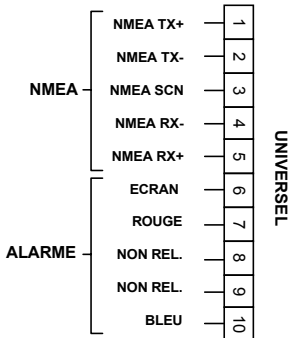 NMEA TX+ 1
NMEA TX- 2
NMEA NMEA SCN 3
NMEA RX- 4
NMEA RX+ 5
ECRAN 6
ROUGE 7
ALARME NON REL. 8
NON REL. 9
BLEU 10
UNIVERSEL